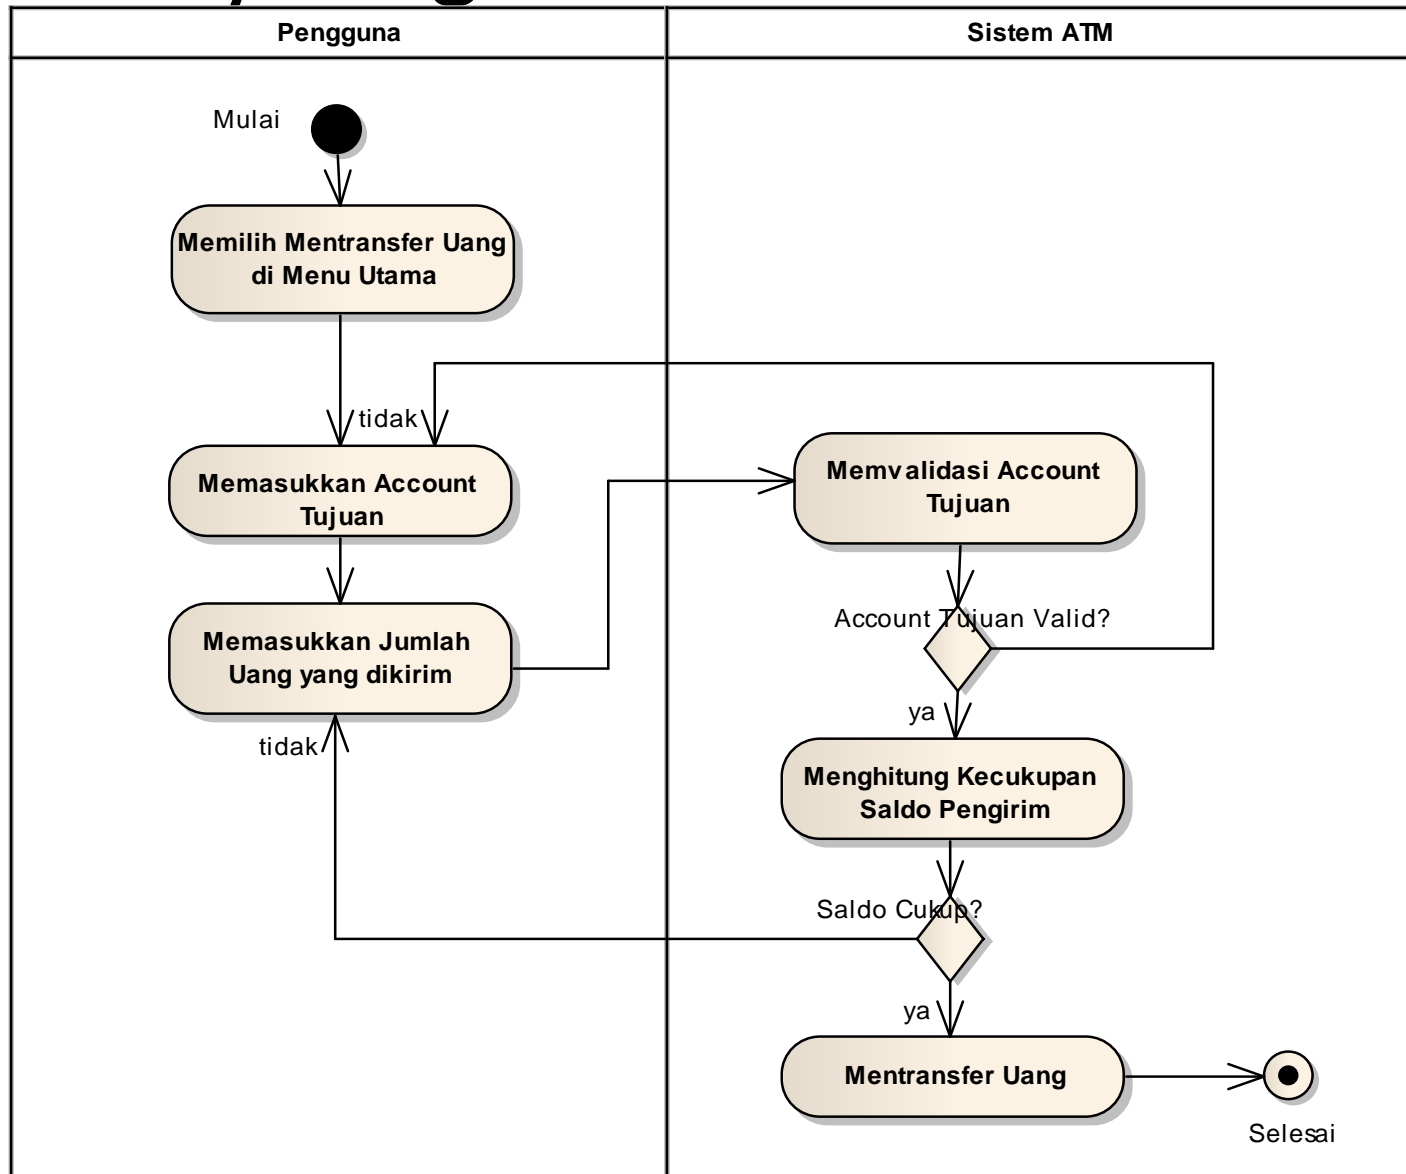 Pengguna
Sistem ATM
Mulai
Memilih Mentransfer Uang
di Menu Utama
tidak
Memasukkan Account
Tujuan
Memvalidasi Account
Tujuan
Account Tujuan Valid?
Memasukkan Jumlah
Uang yang dikirim
ya
tidak
Menghitung Kecukupan
Saldo Pengirim
Saldo Cukup?
ya
Mentransfer Uang
Selesai